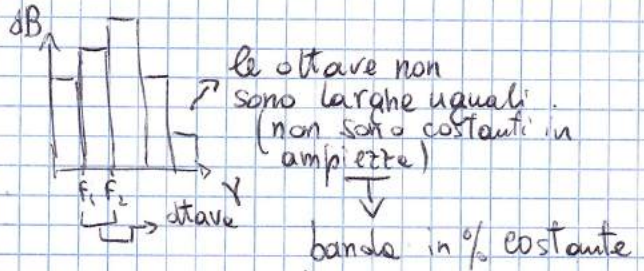 dB
le ottave non
sono larghe uguali.
(non sono costanti in
ampiezza)
f₁ f₂ γ
ottave
banda in % costante